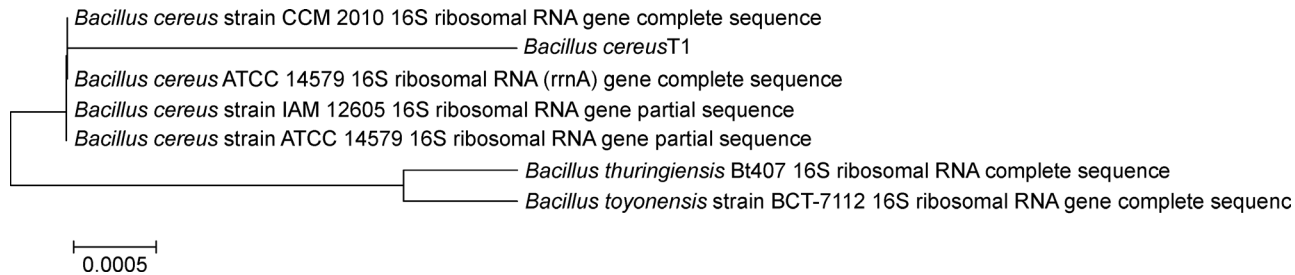 Bacillus cereus strain CCM 2010 16S ribosomal RNA gene complete sequence
Bacillus cereusT1
Bacillus cereus ATCC 14579 16S ribosomal RNA (rrnA) gene complete sequence
Bacillus cereus strain IAM 12605 16S ribosomal RNA gene partial sequence
Bacillus cereus strain ATCC 14579 16S ribosomal RNA gene partial sequence
Bacillus thuringiensis Bt407 16S ribosomal RNA complete sequence
Bacillus toyonensis strain BCT-7112 16S ribosomal RNA gene complete sequenc
0.0005